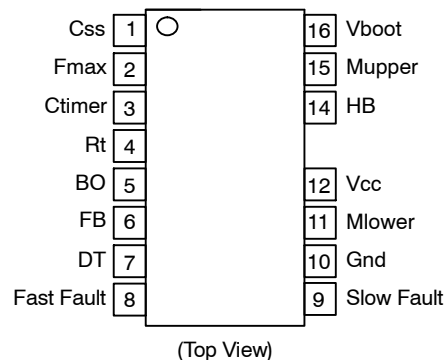 Css 1 16 Vboot
Fmax 2 15 Mupper
Ctimer 3 14 HB
Rt 4
BO 5 12 Vcc
FB 6 11 Mlower
DT 7 10 Gnd
Fast Fault 8 9 Slow Fault
(Top View)